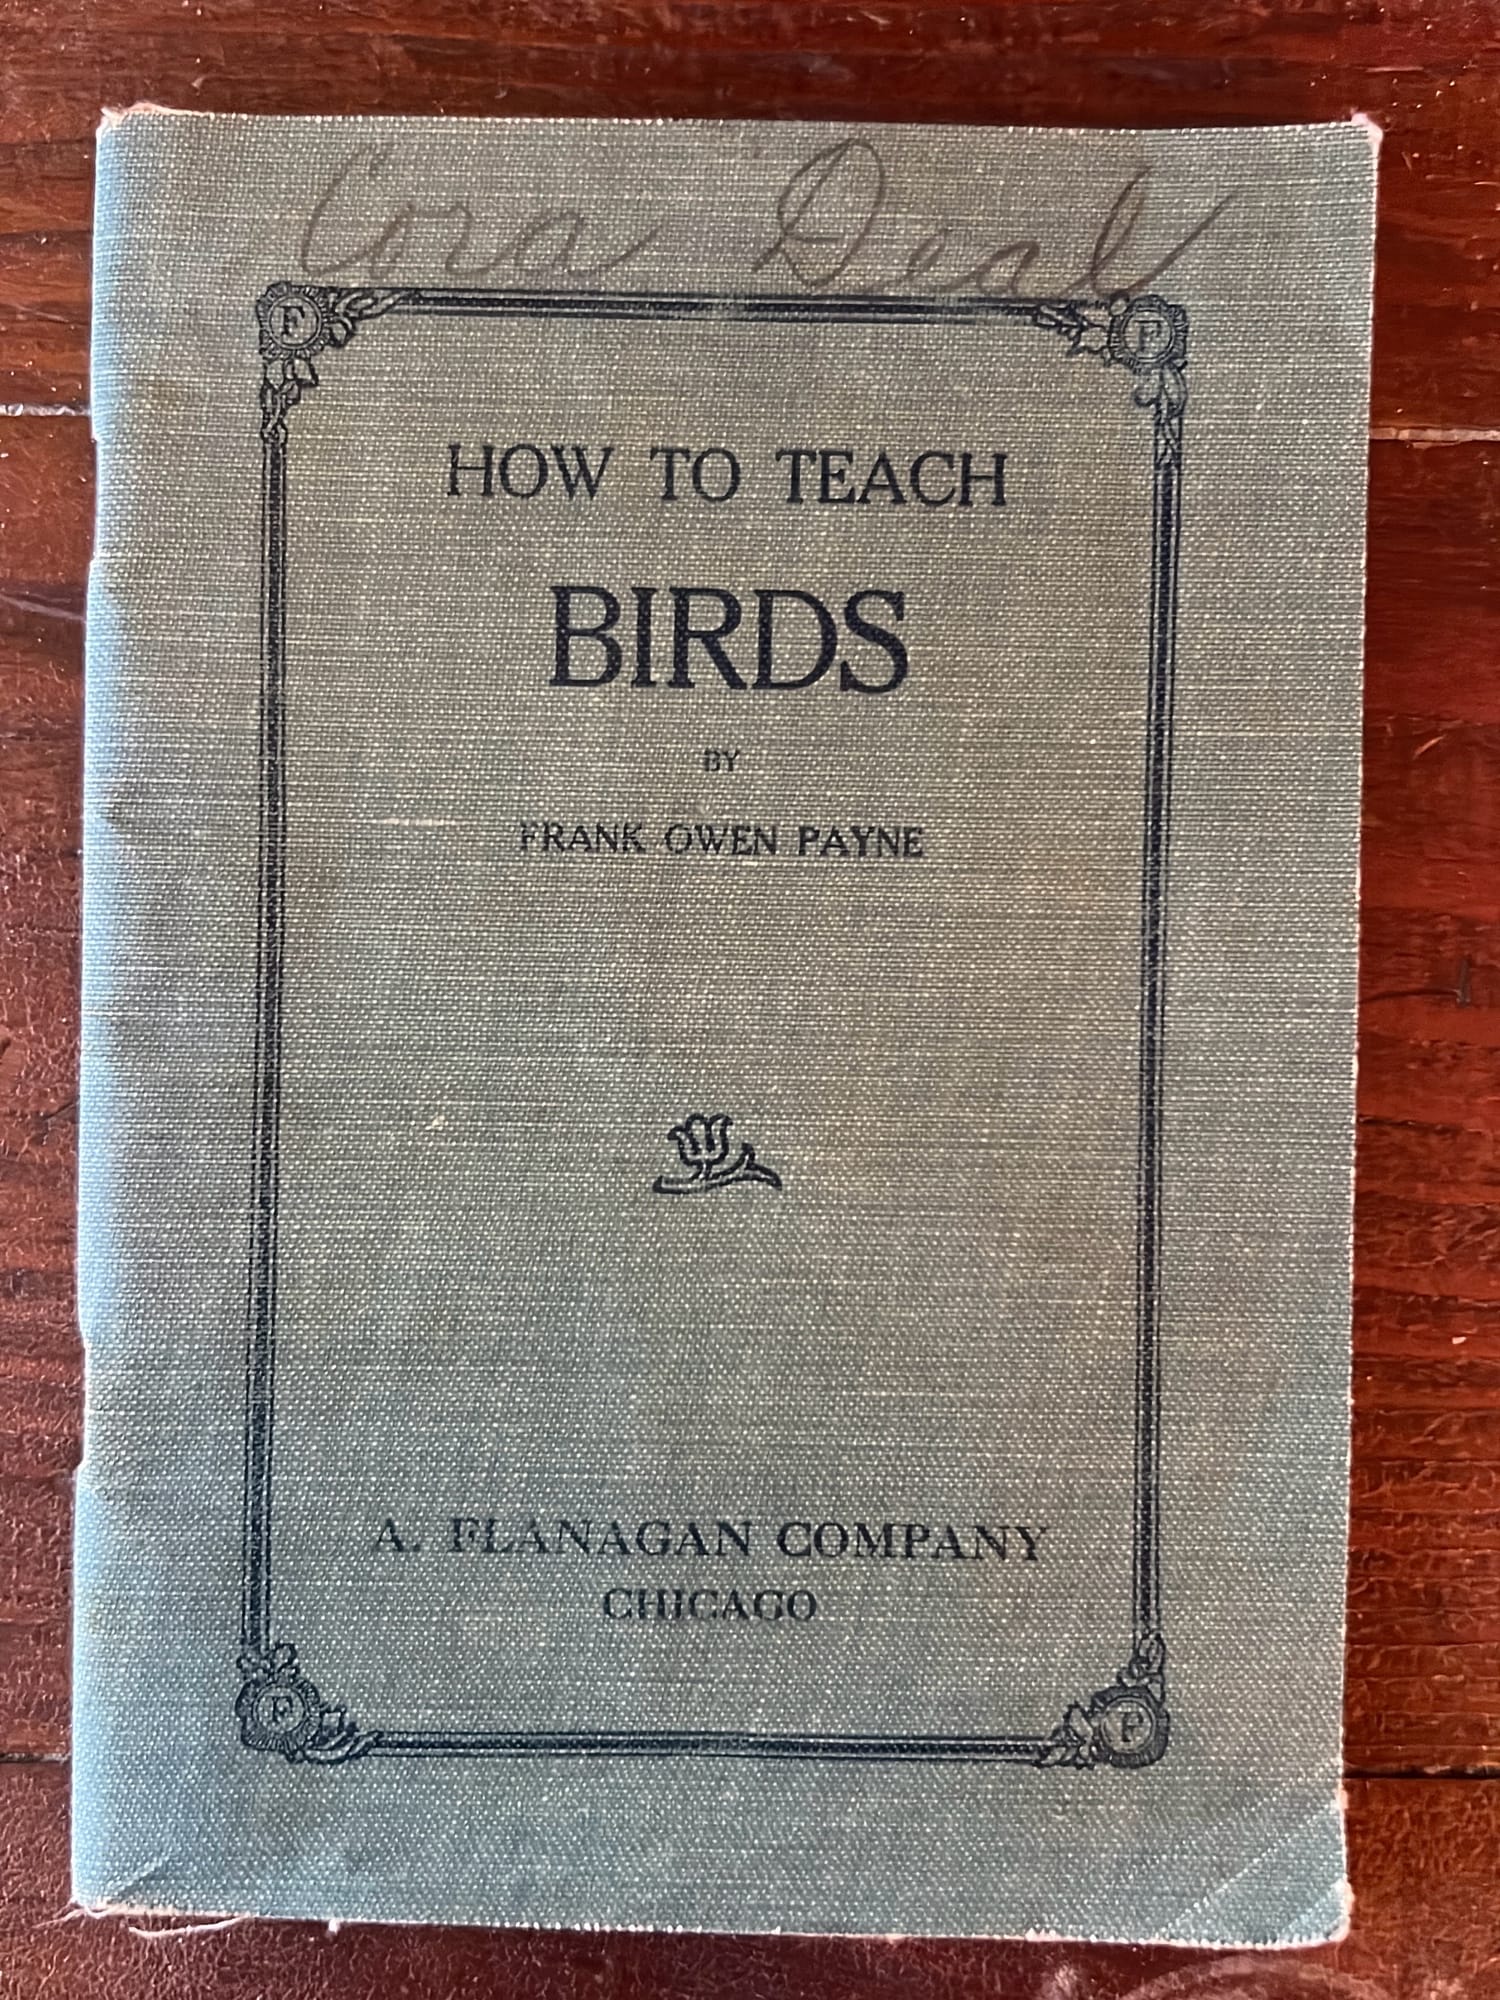 Cora Deal
F F
HOW TO TEACH
BIRDS
BY
FRANK OWEN PAYNE
A. FLANAGAN COMPANY
CHICAGO
F F